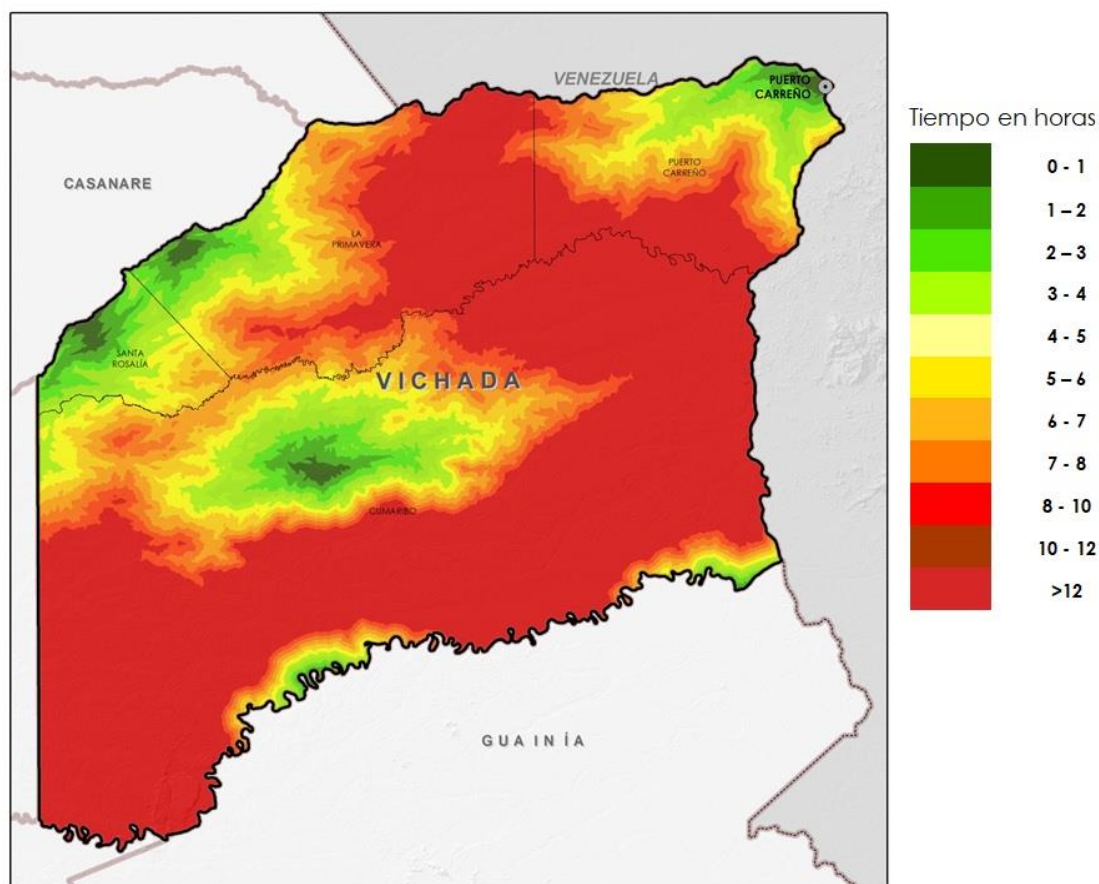 VENEZUELA
PUERTO
CARREÑO
CASANARE
PUERTO
CARREÑO
LA
PRIMAVERA
SANTA
ROSALÍA
VICHADA
CUMARIBO
GUAINÍA
Tiempo en horas
0 - 1
1 – 2
2 – 3
3 - 4
4 - 5
5 – 6
6 - 7
7 - 8
8 - 10
10 - 12
>12